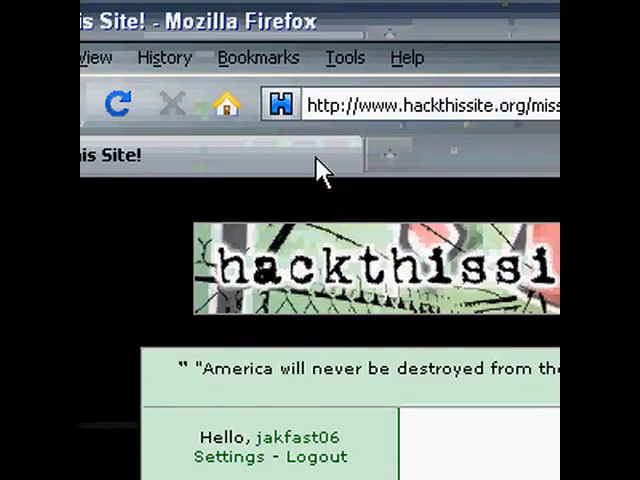 is Site! - Mozilla Firefox
View History Bookmarks Tools Help
http://www.hackthissite.org/miss
his Site!
hackthissi
" "America will never be destroyed from the
Hello, jakfast06
Settings - Logout